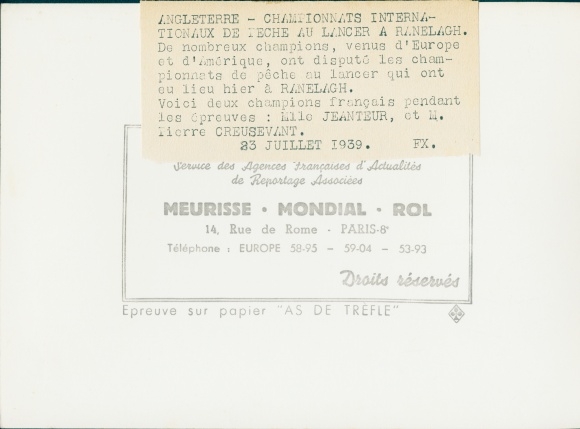 ANGLETERRE - CHAMPIONNATS INTERNA-
TIONAUX DE PECHE AU LANCER A RANELAGH.
De nombreux champions, venus d'Europe
et d'Amérique, ont disputé les cham-
pionnats de pêche au lancer qui ont
eu lieu hier à RANELAGH.
Voici deux champions français pendant
les épreuves : Mlle JEANTEUR, et M.
Pierre CREUSEVANT.
23 JUILLET 1939. FX.
Service des Agences Françaises d'Actualités
de Reportage Associées
MEURISSE • MONDIAL • ROL
14, Rue de Rome - PARIS-8e
Téléphone : EUROPE 58-95 - 59-04 - 53-93
Droits réservés
Epreuve sur papier "AS DE TRÈFLE"